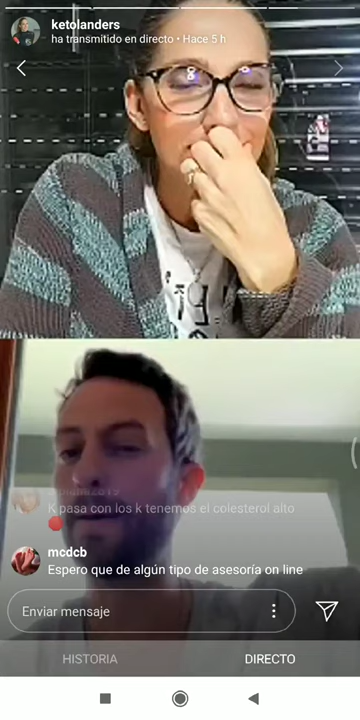 ketolanders
ha transmitido en directo • Hace 5 h
K pasa con los k tenemos el colesterol alto
mcdcb
Espero que de algún tipo de asesoría on line
Enviar mensaje
HISTORIA
DIRECTO